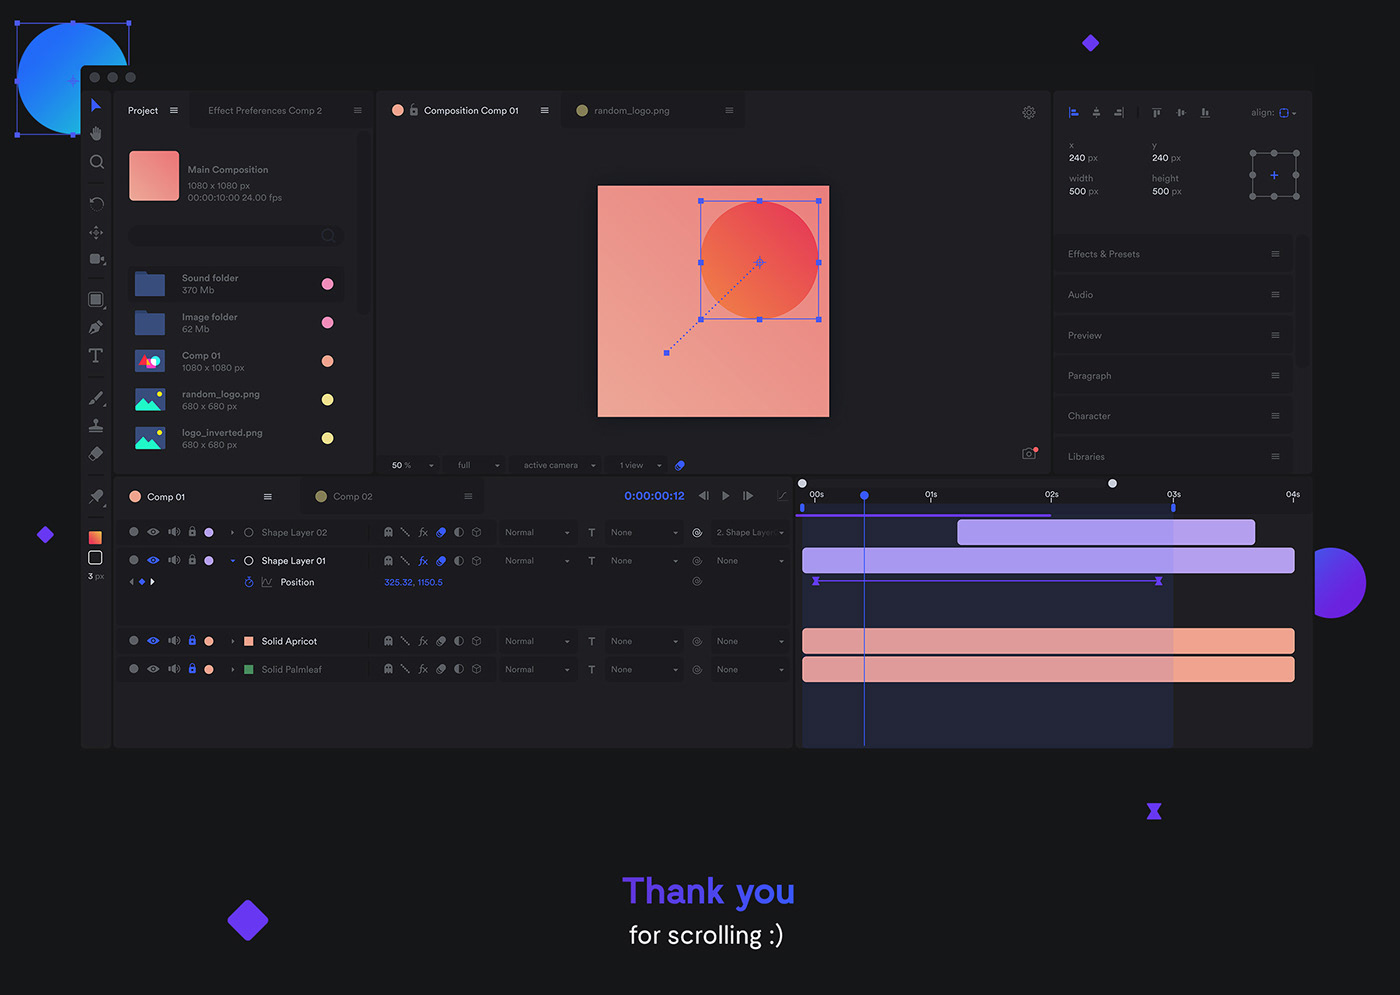 Project
Effect Preferences Comp 2
Composition Comp 01
random_logo.png
align:
Main Composition
1080 x 1080 px
00:00:10:00 24.00 fps
x
240 px
y
240 px
width
500 px
height
500 px
Sound folder
370 Mb
Image folder
62 Mb
Comp 01
1080 x 1080 px
random_logo.png
680 x 680 px
logo_inverted.png
680 x 680 px
Effects & Presets
Audio
Preview
Paragraph
Character
Libraries
T
50 %
full
active camera
1 view
Comp 01
Comp 02
0:00:00:12
00s
01s
02s
03s
04s
Shape Layer 02
fx
Normal
T
None
2. Shape Layer
Shape Layer 01
fx
Normal
T
None
None
3 px
Position
325.32, 1150.5
Solid Apricot
fx
Normal
T
None
None
Solid Palmleaf
fx
Normal
T
None
None
Thank you
for scrolling :)